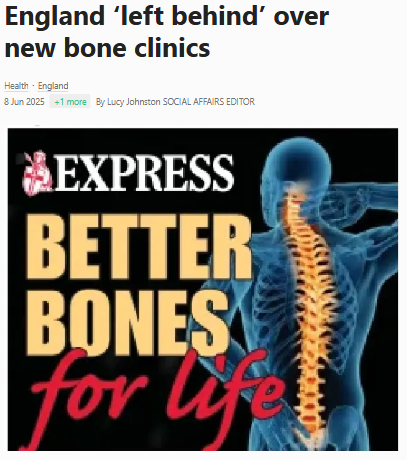 England ‘left behind’ over
new bone clinics
Health · England
8 Jun 2025 +1 more By Lucy Johnston SOCIAL AFFAIRS EDITOR
EXPRESS
BETTER
BONES
for life